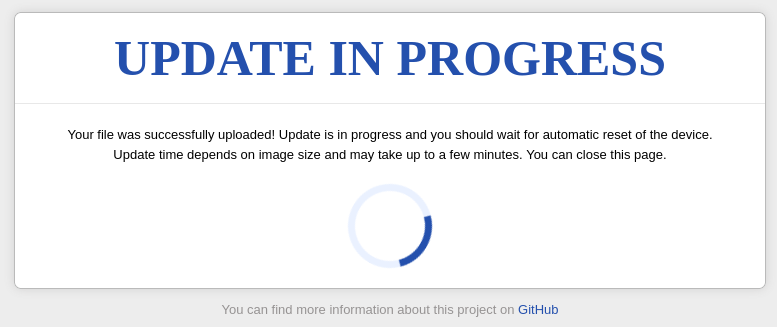 UPDATE IN PROGRESS
Your file was successfully uploaded! Update is in progress and you should wait for automatic reset of the device.
Update time depends on image size and may take up to a few minutes. You can close this page.
You can find more information about this project on GitHub